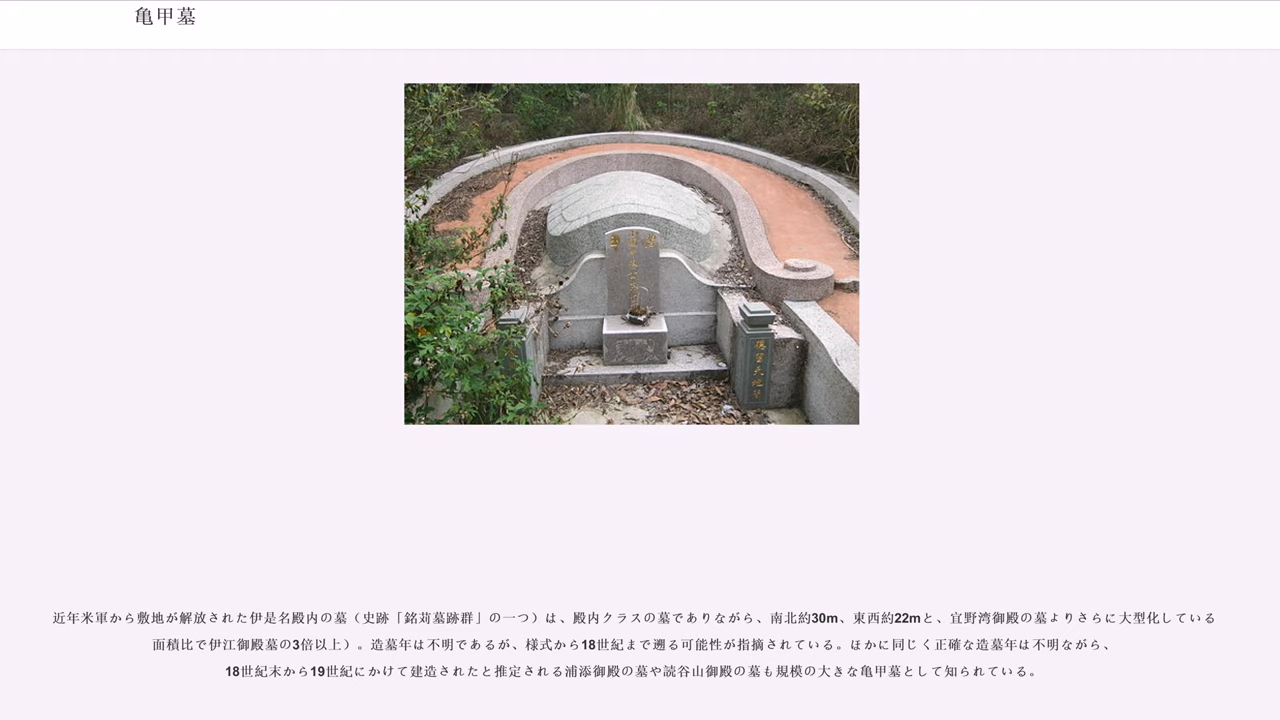 亀甲墓
近年米軍から敷地が解放された伊是名殿内の墓（史跡「銘苅墓跡群」の一つ）は、殿内クラスの墓でありながら、南北約30m、東西約22mと、宜野湾御殿の墓よりさらに大型化している
面積比で伊江御殿墓の3倍以上）。造墓年は不明であるが、様式から18世紀まで遡る可能性が指摘されている。ほかに同じく正確な造墓年は不明ながら、
18世紀末から19世紀にかけて建造されたと推定される浦添御殿の墓や読谷山御殿の墓も規模の大きな亀甲墓として知られている。